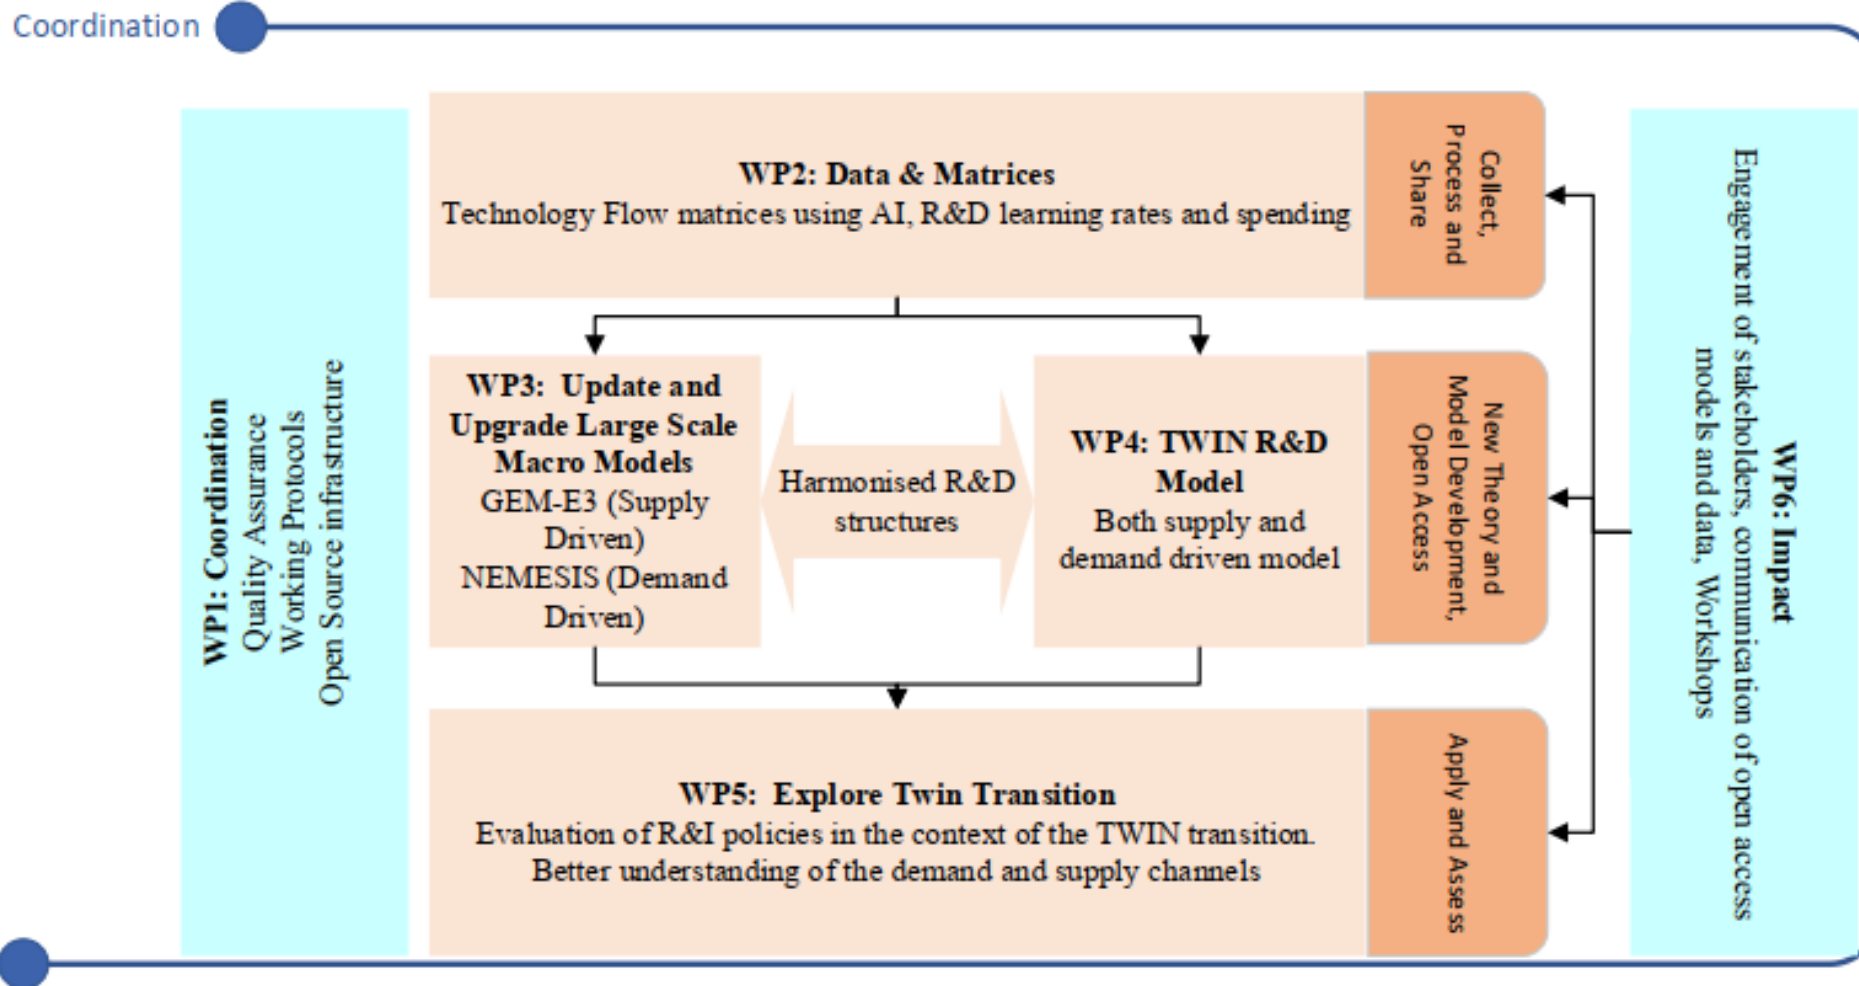 Coordination
WP1: Coordination
Quality Assurance
Working Protocols
Open Source infrastructure
WP2: Data & Matrices
Technology Flow matrices using AI, R&D learning rates and spending
Collect,
Process and
Share
WP3: Update and
Upgrade Large Scale
Macro Models
GEM-E3 (Supply
Driven)
NEMESIS (Demand
Driven)
Harmonised R&D
structures
WP4: TWIN R&D
Model
Both supply and
demand driven model
New Theory and
Model Development,
Open Access
WP5: Explore Twin Transition
Evaluation of R&I policies in the context of the TWIN transition.
Better understanding of the demand and supply channels
Apply and Assess
WP6: Impact
Engagement of stakeholders, communication of open access
models and data, Workshops